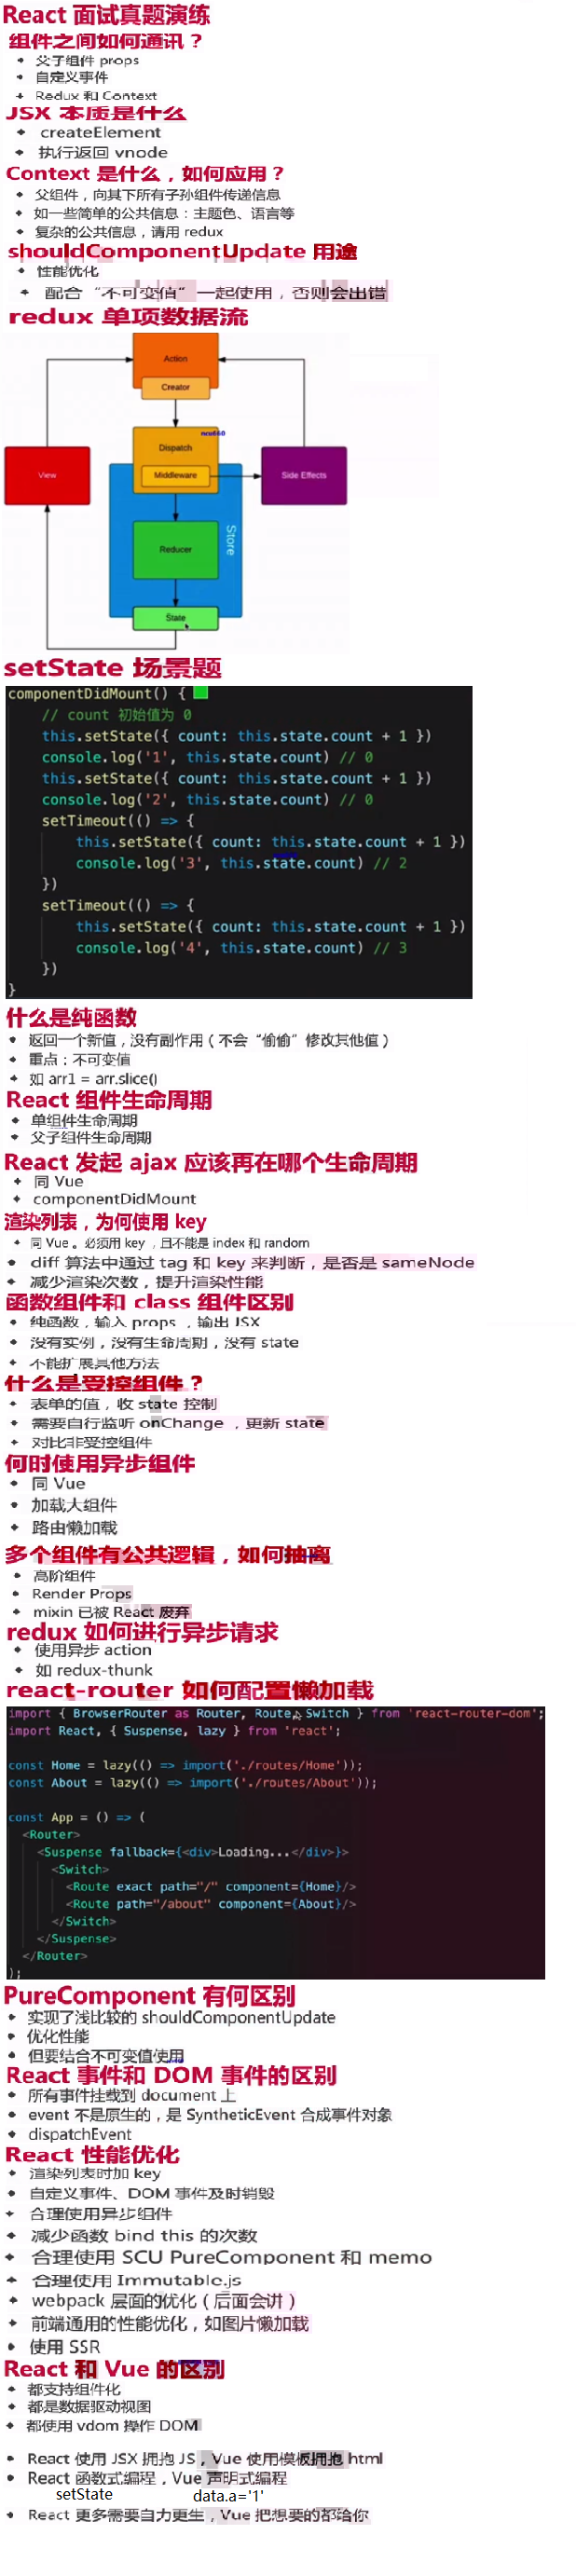 React 面试真题演练
组件之间如何通讯？
父子组件 props
自定义事件
Redux 和 Context
JSX 本质是什么
createElement
执行返回 vnode
Context 是什么，如何应用？
父组件，向其下所有子孙组件传递信息
如一些简单的公共信息：主题色、语言等
复杂的公共信息，请用 redux
shouldComponentUpdate 用途
性能优化
配合“不可变值”一起使用，否则会出错
redux 单项数据流
Action
Creator
Dispatch
View
Middleware
Side Effects
Store
Reducer
State
setState 场景题
componentDidMount() {
// count 初始值为 0
this.setState({ count: this.state.count + 1 })
console.log('1', this.state.count) // 0
this.setState({ count: this.state.count + 1 })
console.log('2', this.state.count) // 0
setTimeout(() => {
this.setState({ count: this.state.count + 1 })
console.log('3', this.state.count) // 2
})
setTimeout(() => {
this.setState({ count: this.state.count + 1 })
console.log('4', this.state.count) // 3
})
}
什么是纯函数
返回一个新值，没有副作用（不会“偷偷”修改其他值）
重点：不可变值
如 arr1 = arr.slice()
React 组件生命周期
单组件生命周期
父子组件生命周期
React 发起 ajax 应该再在哪个生命周期
同 Vue
componentDidMount
渲染列表，为何使用 key
同 Vue 。必须用 key ，且不能是 index 和 random
diff 算法中通过 tag 和 key 来判断，是否是 sameNode
减少渲染次数，提升渲染性能
函数组件和 class 组件区别
纯函数，输入 props ，输出 JSX
没有实例，没有生命周期，没有 state
不能扩展其他方法
什么是受控组件？
表单的值，收 state 控制
需要自行监听 onChange ，更新 state
对比非受控组件
何时使用异步组件
同 Vue
加载大组件
路由懒加载
多个组件有公共逻辑，如何抽离
高阶组件
Render Props
mixin 已被 React 废弃
redux 如何进行异步请求
使用异步 action
如 redux-thunk
react-router 如何配置懒加载
import { BrowserRouter as Router, Route, Switch } from 'react-router-dom';
import React, { Suspense, lazy } from 'react';
const Home = lazy(() => import('./routes/Home'));
const About = lazy(() => import('./routes/About'));
const App = () => (
<Router>
<Suspense fallback={<div>Loading...</div>}>
<Switch>
<Route exact path="/" component={Home}/>
<Route path="/about" component={About}/>
</Switch>
</Suspense>
</Router>
);
PureComponent 有何区别
实现了浅比较的 shouldComponentUpdate
优化性能
但要结合不可变值使用
React 事件和 DOM 事件的区别
所有事件挂载到 document 上
event 不是原生的，是 SyntheticEvent 合成事件对象
dispatchEvent
React 性能优化
渲染列表时加 key
自定义事件、DOM 事件及时销毁
合理使用异步组件
减少函数 bind this 的次数
合理使用 SCU PureComponent 和 memo
合理使用 Immutable.js
webpack 层面的优化（后面会讲）
前端通用的性能优化，如图片懒加载
使用 SSR
React 和 Vue 的区别
都支持组件化
都是数据驱动视图
都使用 vdom 操作 DOM
React 使用 JSX 拥抱 JS，Vue 使用模板拥抱 html
React 函数式编程，Vue 声明式编程
setState data.a='1'
React 更多需要自力更生，Vue 把想要的都给你